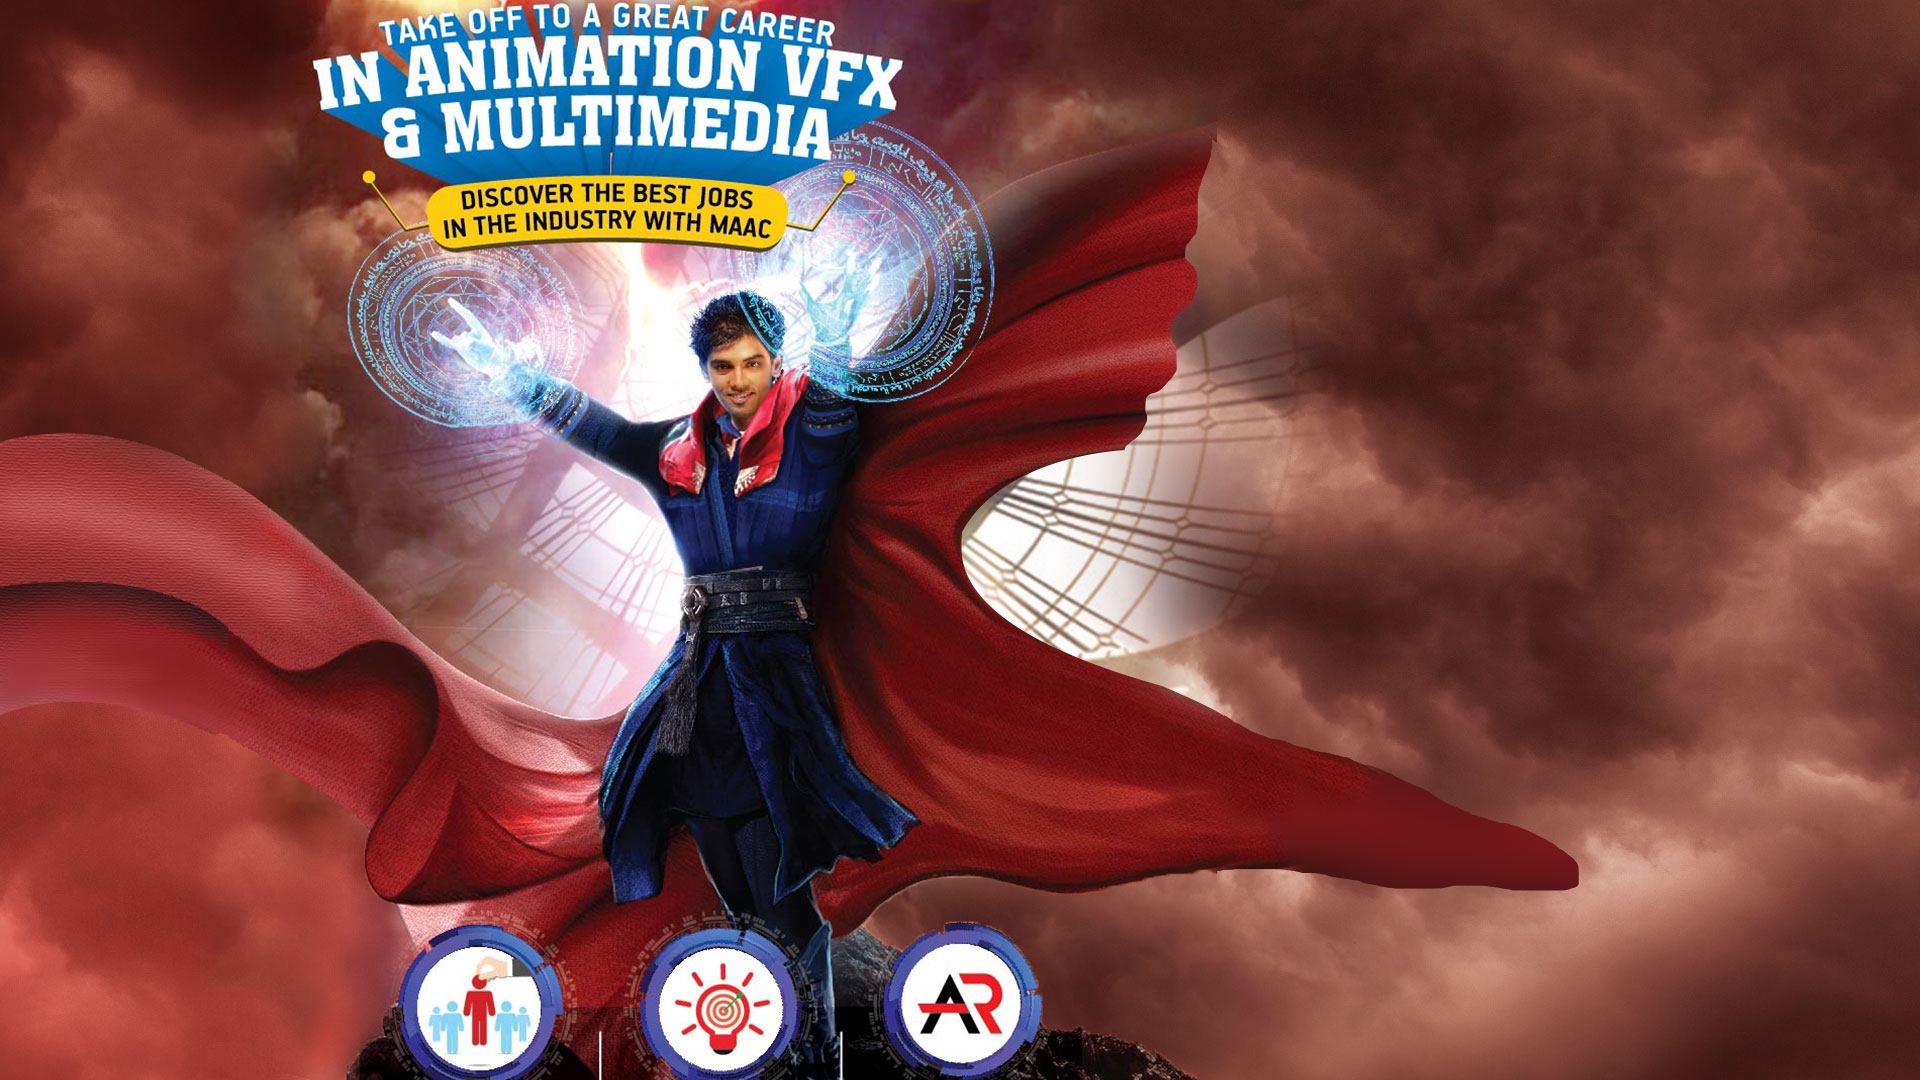 TAKE OFF TO A GREAT CAREER
IN ANIMATION VFX
& MULTIMEDIA
DISCOVER THE BEST JOBS
IN THE INDUSTRY WITH MAAC
AR